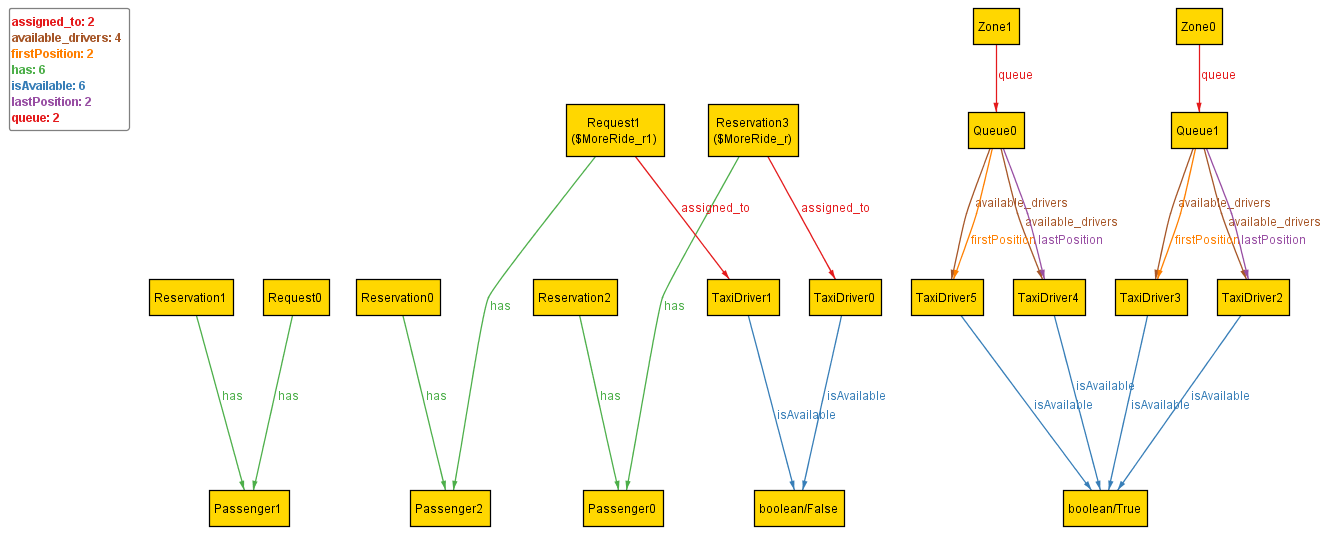 assigned_to: 2
available_drivers: 4
firstPosition: 2
has: 6
isAvailable: 6
lastPosition: 2
queue: 2
Zone1
Zone0
queue
queue
Request1
($MoreRide_r1)
Reservation3
($MoreRide_r)
Queue0
Queue1
assigned_to
assigned_to
available_drivers
available_drivers
available_drivers
available_drivers
firstPosition
lastPosition
firstPosition
lastPosition
Reservation1
Request0
Reservation0
has
Reservation2
has
TaxiDriver1
TaxiDriver0
TaxiDriver5
TaxiDriver4
TaxiDriver3
TaxiDriver2
has
has
has
has
isAvailable
isAvailable
isAvailable
isAvailable
isAvailable
isAvailable
Passenger1
Passenger2
Passenger0
boolean/False
boolean/True